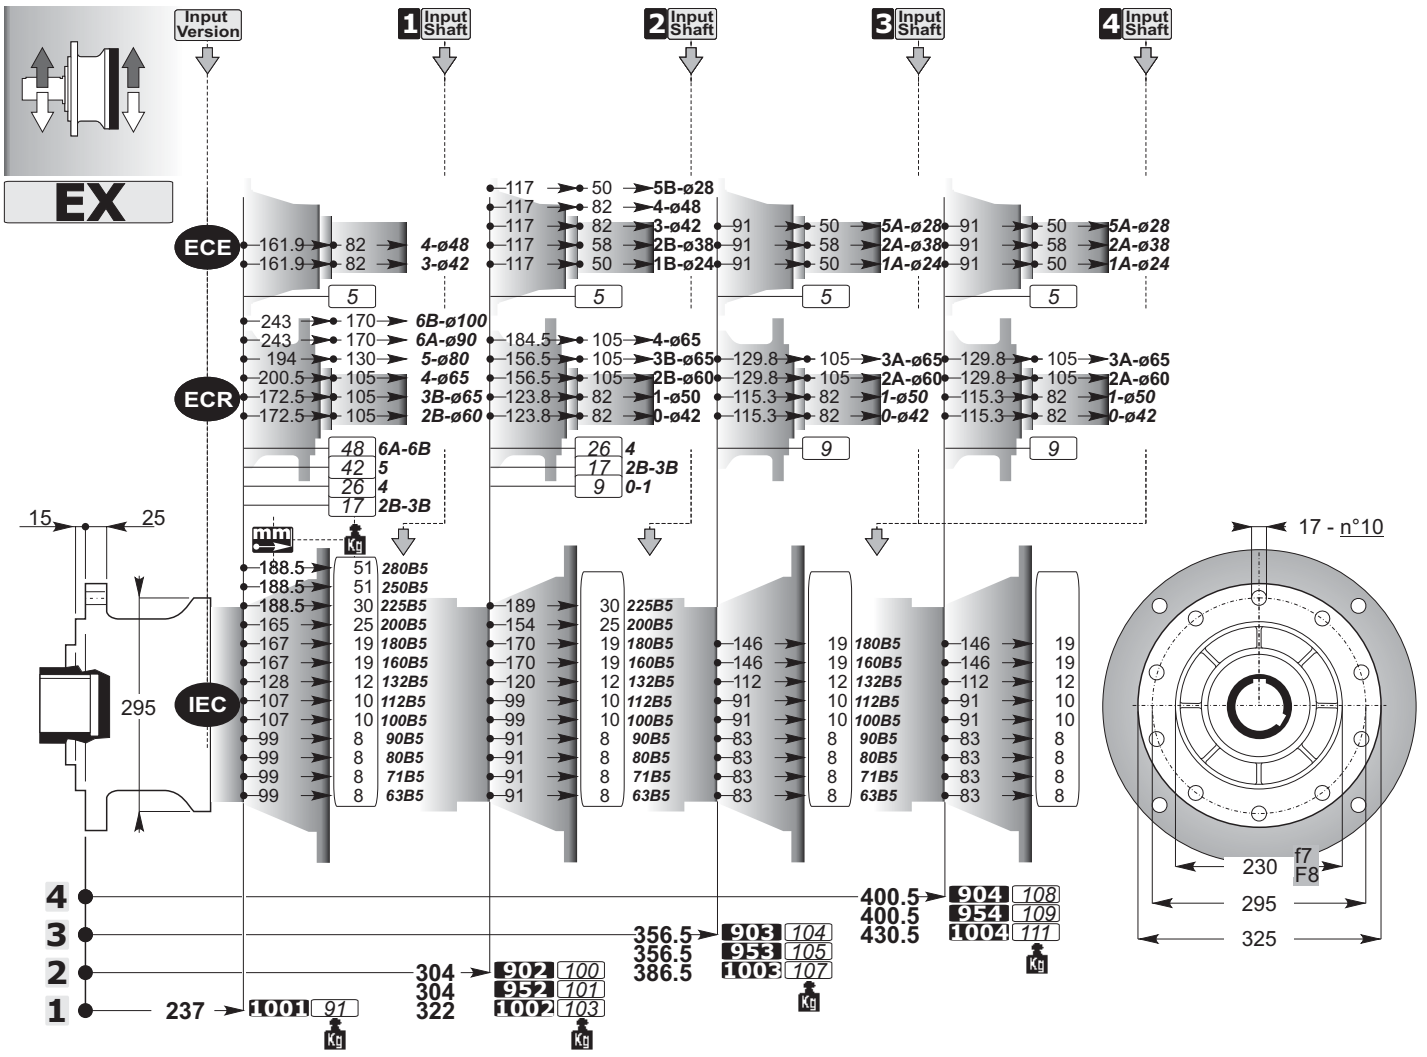 Input Version
1 Input Shaft
2 Input Shaft
3 Input Shaft
4 Input Shaft
EX
ECE
117 50 5B-ø28
117 82 4-ø48
117 82 3-ø42 91 50 5A-ø28 91 50 5A-ø28
161.9 82 4-ø48 117 58 2B-ø38 91 58 2A-ø38 91 58 2A-ø38
161.9 82 3-ø42 117 50 1B-ø24 91 50 1A-ø24 91 50 1A-ø24
5 5 5 5
ECR
243 170 6B-ø100
243 170 6A-ø90 184.5 105 4-ø65
194 130 5-ø80 156.5 105 3B-ø65 129.8 105 3A-ø65 129.8 105 3A-ø65
200.5 105 4-ø65 156.5 105 2B-ø60 129.8 105 2A-ø60 129.8 105 2A-ø60
172.5 105 3B-ø65 123.8 82 1-ø50 115.3 82 1-ø50 115.3 82 1-ø50
172.5 105 2B-ø60 123.8 82 0-ø42 115.3 82 0-ø42 115.3 82 0-ø42
48 6A-6B 26 4 9 9
42 5 17 2B-3B
26 4 9 0-1
17 2B-3B
15 25
mm Kg
17 - n°10
IEC
295
188.5 51 280B5
188.5 51 250B5
188.5 30 225B5 189 30 225B5
165 25 200B5 154 25 200B5
167 19 180B5 170 19 180B5 146 19 180B5 146 19
167 19 160B5 170 19 160B5 146 19 160B5 146 19
128 12 132B5 120 12 132B5 112 12 132B5 112 12
107 10 112B5 99 10 112B5 91 10 112B5 91 10
107 10 100B5 99 10 100B5 91 10 100B5 91 10
99 8 90B5 91 8 90B5 83 8 90B5 83 8
99 8 80B5 91 8 80B5 83 8 80B5 83 8
99 8 71B5 91 8 71B5 83 8 71B5 83 8
99 8 63B5 91 8 63B5 83 8 63B5 83 8
230 f7 F8
295
325
4 400.5 904 108
400.5 954 109
430.5 1004 111
Kg
3 356.5 903 104
356.5 953 105
386.5 1003 107
Kg
2 304 902 100
304 952 101
322 1002 103
Kg
1 237 1001 91
Kg